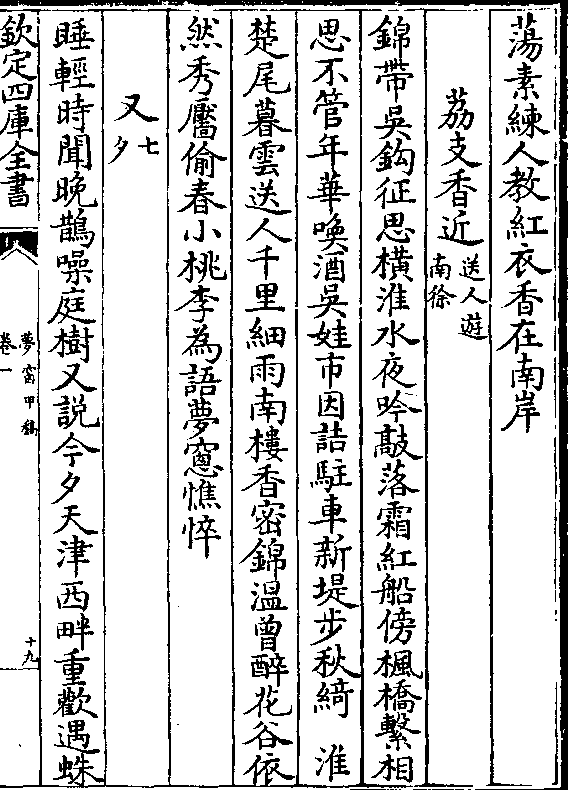 蕩素練人教紅衣香在南岸
荔支香近送人遊南徐
錦帶吳鈎征思橫淮水夜吟敲落霜紅船傍楓橋繫相
思不管年華喚酒吳娃市因話駐車新堤步秋綺　淮
楚尾暮雲送人千里細雨南樓香密錦溫曾醉花谷依
然秀靨偷春小桃李為語夢窻憔悴
又七夕
睡輕時聞晚鵲噪庭樹又說今夕天津西畔重歡遇蛛
欽定四庫全書
夢窗甲稿
卷一
十九